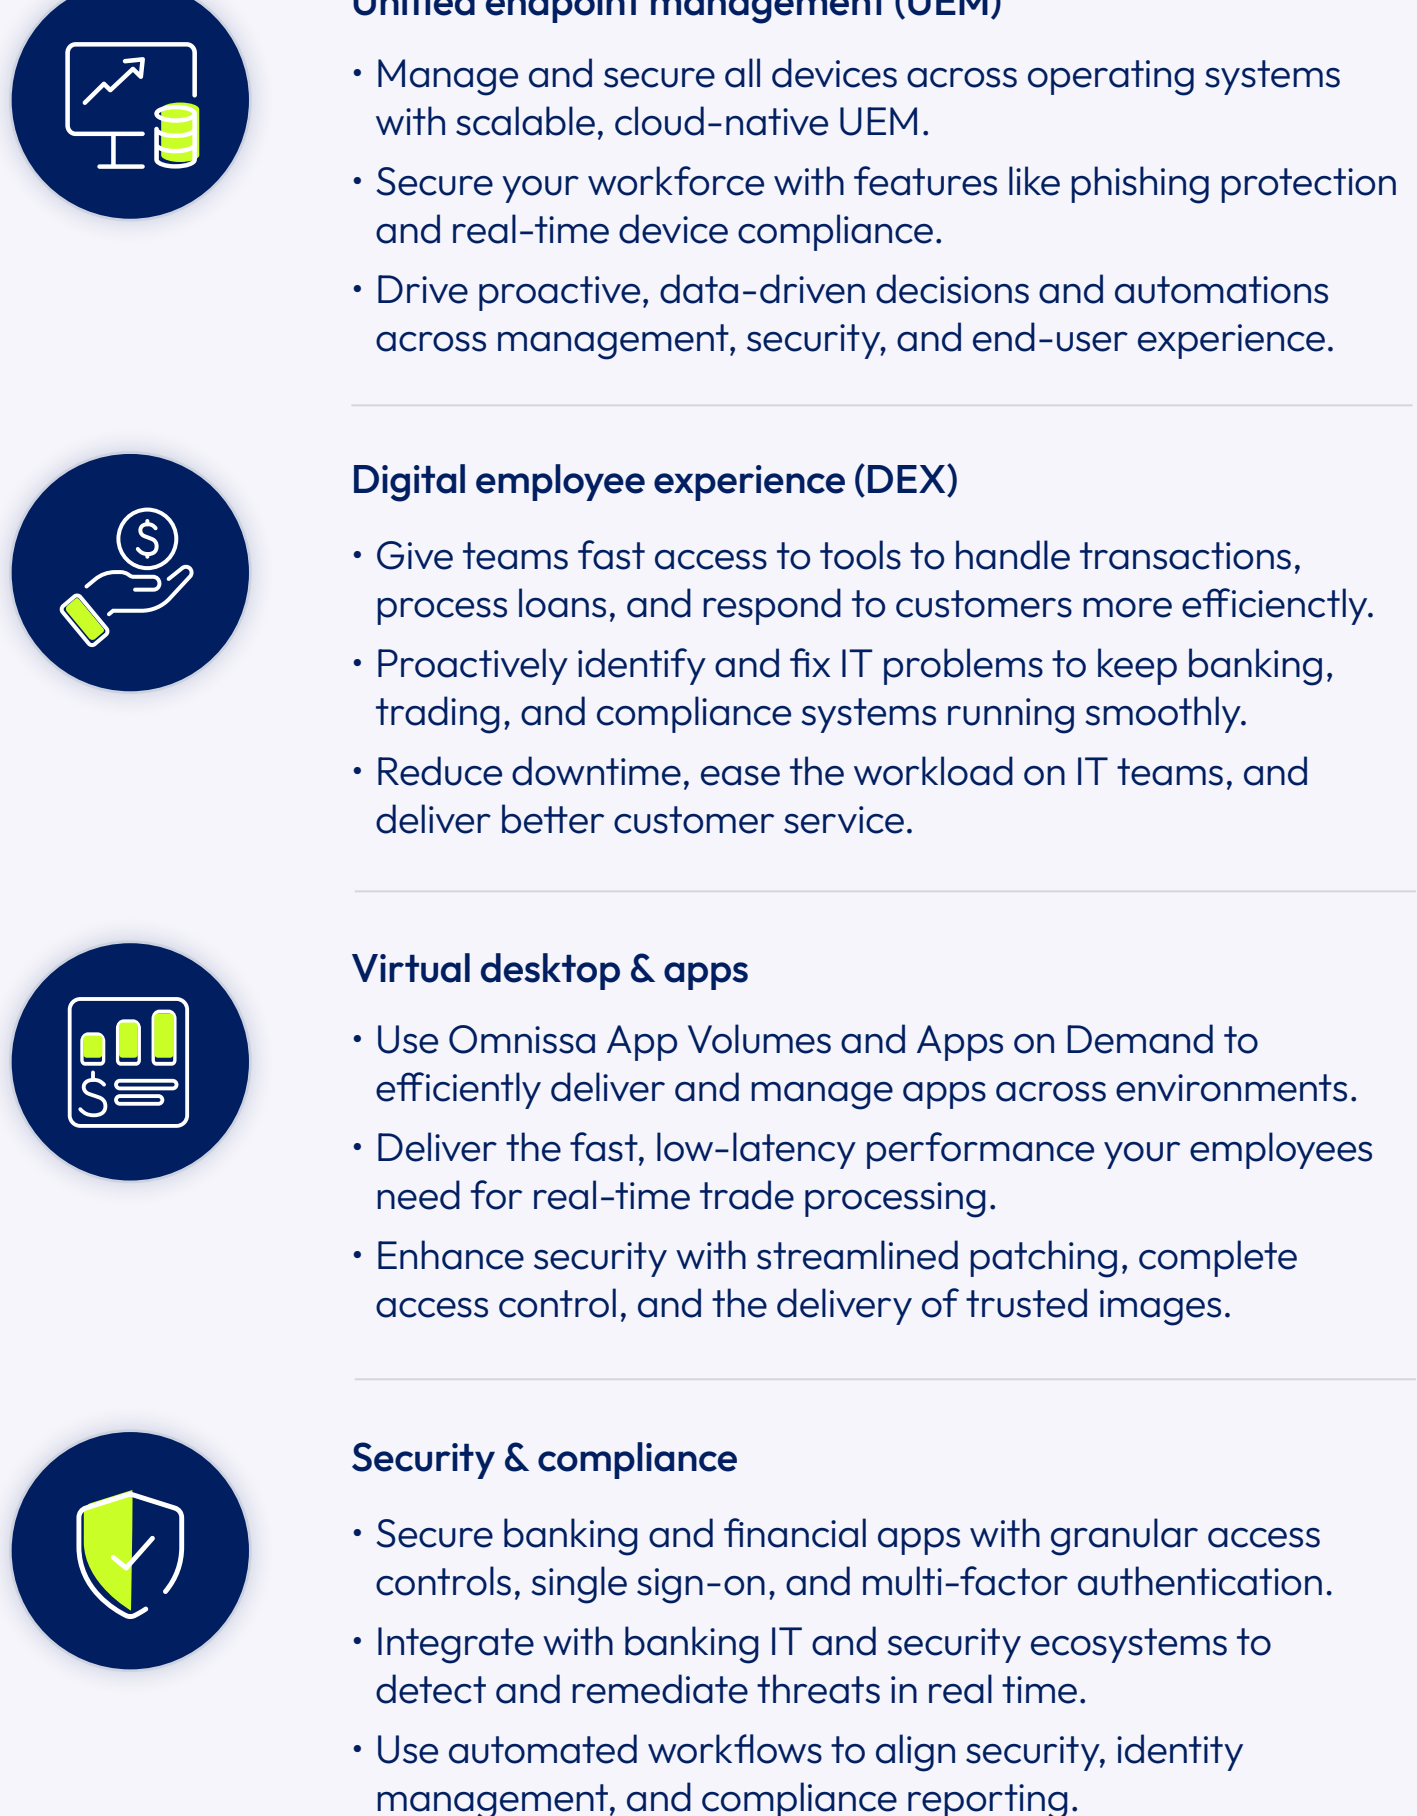 Unified endpoint management (UEM)
• Manage and secure all devices across operating systems
with scalable, cloud-native UEM.
• Secure your workforce with features like phishing protection
and real-time device compliance.
• Drive proactive, data-driven decisions and automations
across management, security, and end-user experience.
Digital employee experience (DEX)
• Give teams fast access to tools to handle transactions,
process loans, and respond to customers more efficienctly.
• Proactively identify and fix IT problems to keep banking,
trading, and compliance systems running smoothly.
• Reduce downtime, ease the workload on IT teams, and
deliver better customer service.
Virtual desktop & apps
• Use Omnissa App Volumes and Apps on Demand to
efficiently deliver and manage apps across environments.
• Deliver the fast, low-latency performance your employees
need for real-time trade processing.
• Enhance security with streamlined patching, complete
access control, and the delivery of trusted images.
Security & compliance
• Secure banking and financial apps with granular access
controls, single sign-on, and multi-factor authentication.
• Integrate with banking IT and security ecosystems to
detect and remediate threats in real time.
• Use automated workflows to align security, identity
management, and compliance reporting.